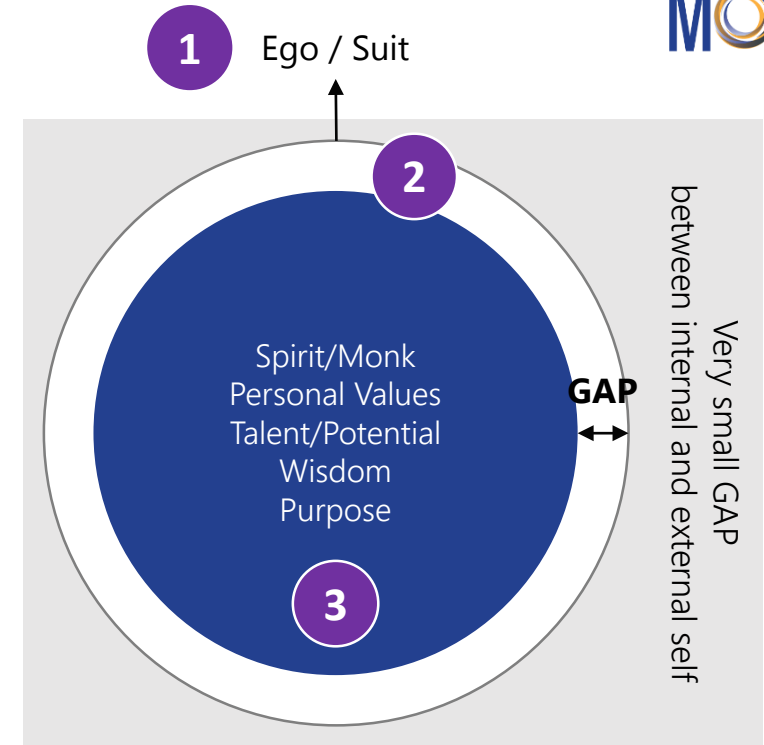 1
Ego / Suit
MO
2
Spirit/Monk
Personal Values
Talent/Potential
Wisdom
Purpose
GAP
3
Very small GAP
between internal and external self